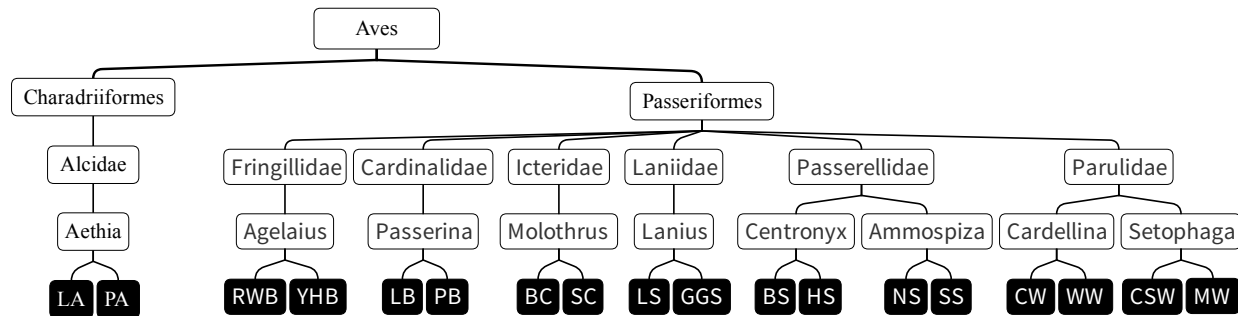 Aves
Charadriiformes Passeriformes
Alcidae Fringillidae Cardinalidae Icteridae Laniidae Passerellidae Parulidae
Aethia Agelaius Passerina Molothrus Lanius Centronyx Ammospiza Cardellina Setophaga
LA PA RWB YHB LB PB BC SC LS GGS BS HS NS SS CW WW CSW MW